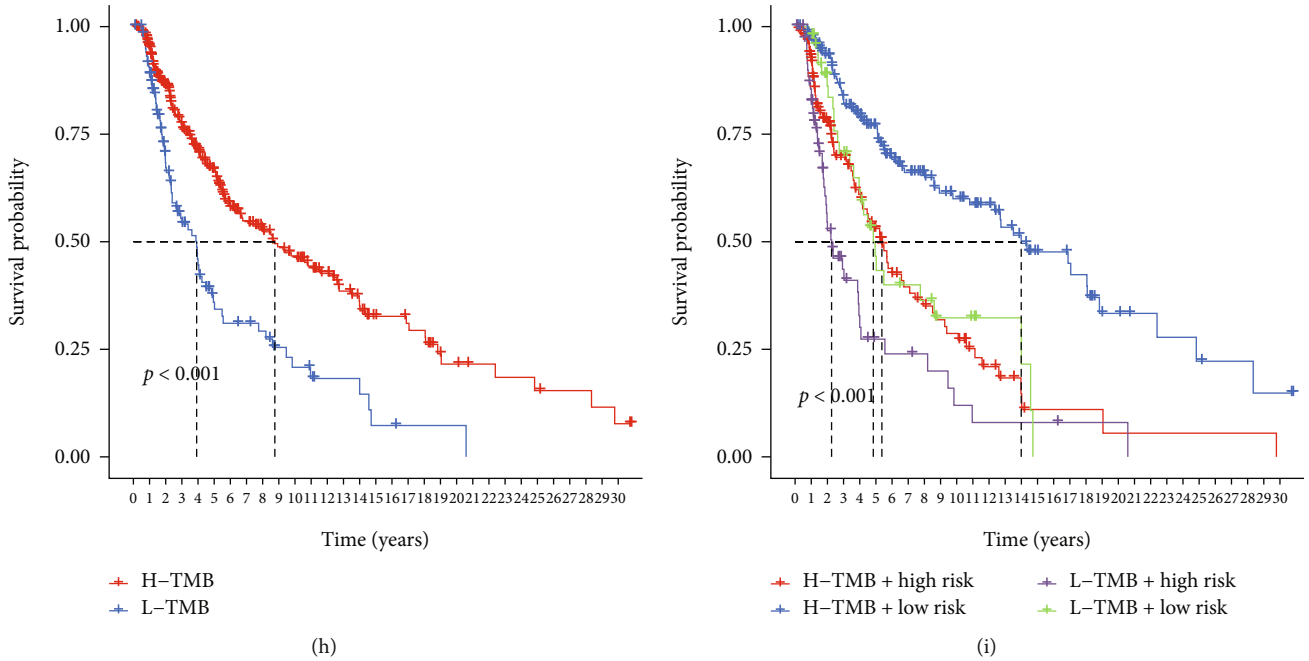 1.00
0.75
0.50
0.25
0.00
Survival probability
p < 0.001
0 1 2 3 4 5 6 7 8 9 10 11 12 13 14 15 16 17 18 19 20 21 22 23 24 25 26 27 28 29 30
Time (years)
H−TMB
L−TMB
(h)
1.00
0.75
0.50
0.25
0.00
Survival probability
p < 0.001
0 1 2 3 4 5 6 7 8 9 10 11 12 13 14 15 16 17 18 19 20 21 22 23 24 25 26 27 28 29 30
Time (years)
H−TMB + high risk
H−TMB + low risk
L−TMB + high risk
L−TMB + low risk
(i)